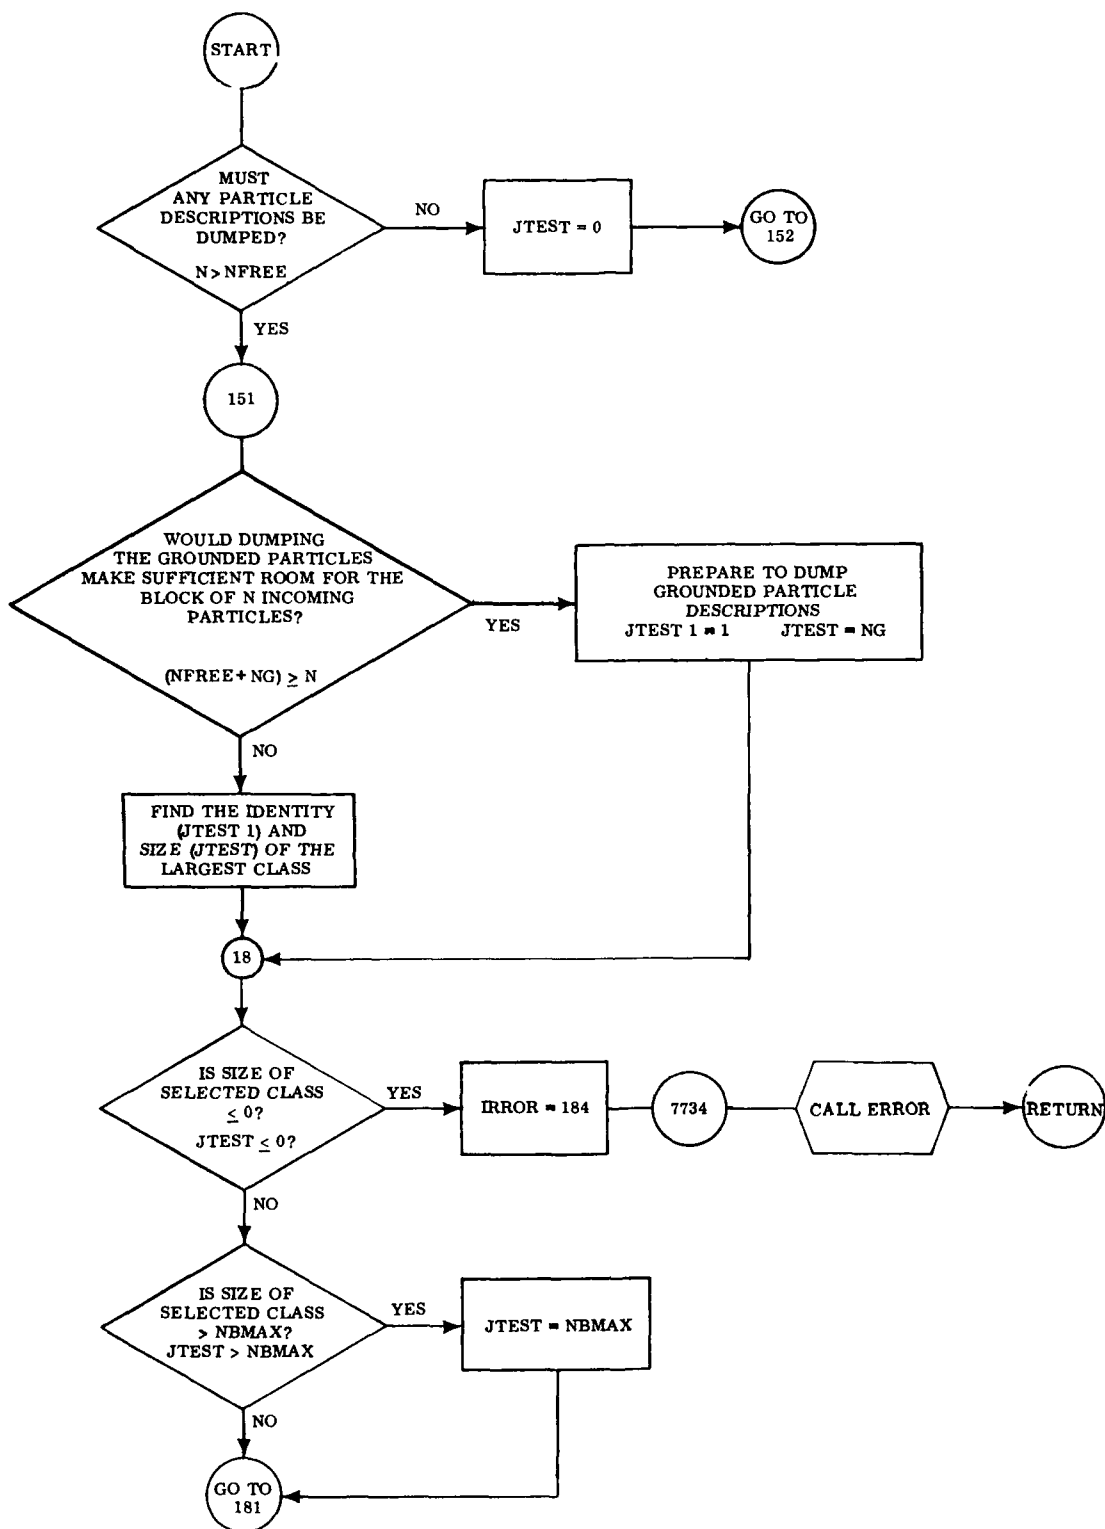 START
MUST
ANY PARTICLE
DESCRIPTIONS BE
DUMPED?
N > NFREE
NO
JTEST = 0
GO TO
152
YES
151
WOULD DUMPING
THE GROUNDED PARTICLES
MAKE SUFFICIENT ROOM FOR THE
BLOCK OF N INCOMING
PARTICLES?
(NFREE + NG) ≥ N
YES
PREPARE TO DUMP
GROUNDED PARTICLE
DESCRIPTIONS
JTEST 1 = 1 JTEST = NG
NO
FIND THE IDENTITY
(JTEST 1) AND
SIZE (JTEST) OF THE
LARGEST CLASS
18
IS SIZE OF
SELECTED CLASS
≤ 0?
JTEST ≤ 0?
YES
IRROR = 184
7734
CALL ERROR
RETURN
NO
IS SIZE OF
SELECTED CLASS
> NBMAX?
JTEST > NBMAX
YES
JTEST = NBMAX
NO
GO TO
181